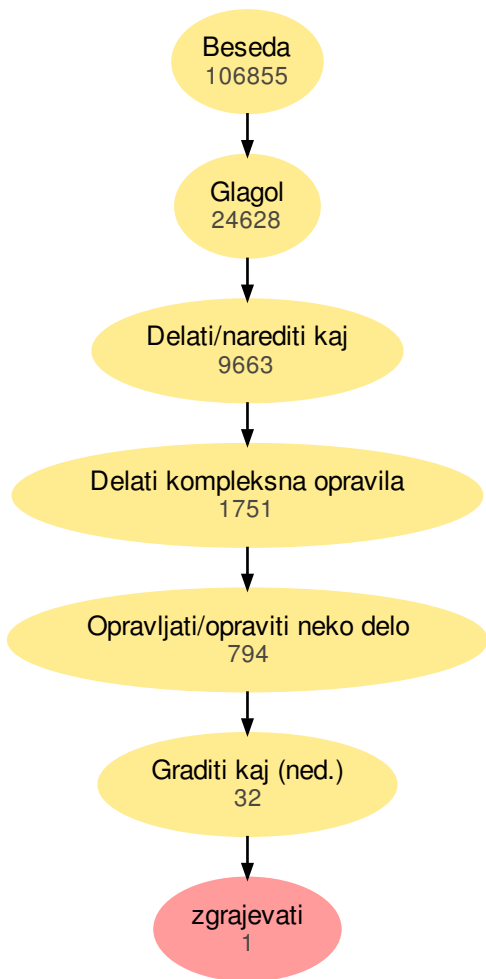 Beseda
106855
Glagol
24628
Delati/narediti kaj
9663
Delati kompleksna opravila
1751
Opravljati/opraviti neko delo
794
Graditi kaj (ned.)
32
zgrajevati
1